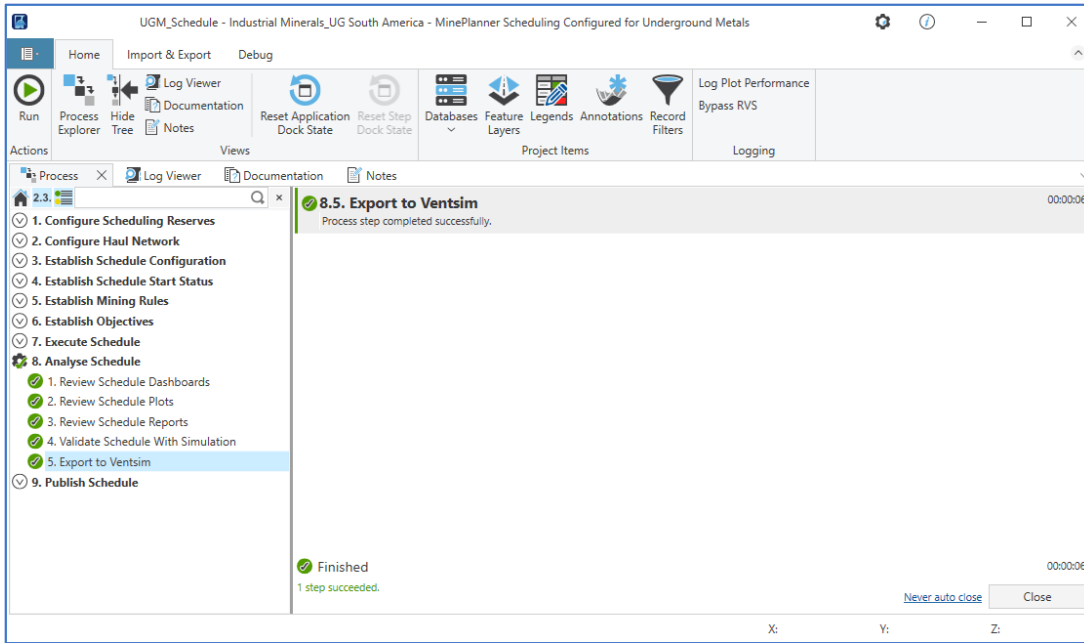 UGM_Schedule - Industrial Minerals_UG South America - MinePlanner Scheduling Configured for Underground Metals
Home Import & Export Debug
Run
Process Explorer
Hide Tree
Log Viewer
Documentation
Notes
Reset Application Dock State
Reset Step Dock State
Databases
Feature Layers
Legends
Annotations
Record Filters
Log Plot Performance
Bypass RVS
Actions Views Project Items Logging
Process Log Viewer Documentation Notes
2.3.
1. Configure Scheduling Reserves
2. Configure Haul Network
3. Establish Schedule Configuration
4. Establish Schedule Start Status
5. Establish Mining Rules
6. Establish Objectives
7. Execute Schedule
8. Analyse Schedule
1. Review Schedule Dashboards
2. Review Schedule Plots
3. Review Schedule Reports
4. Validate Schedule With Simulation
5. Export to Ventsim
9. Publish Schedule
8.5. Export to Ventsim 00:00:06
Process step completed successfully.
Finished 00:00:06
1 step succeeded.
Never auto close Close
X: Y: Z: